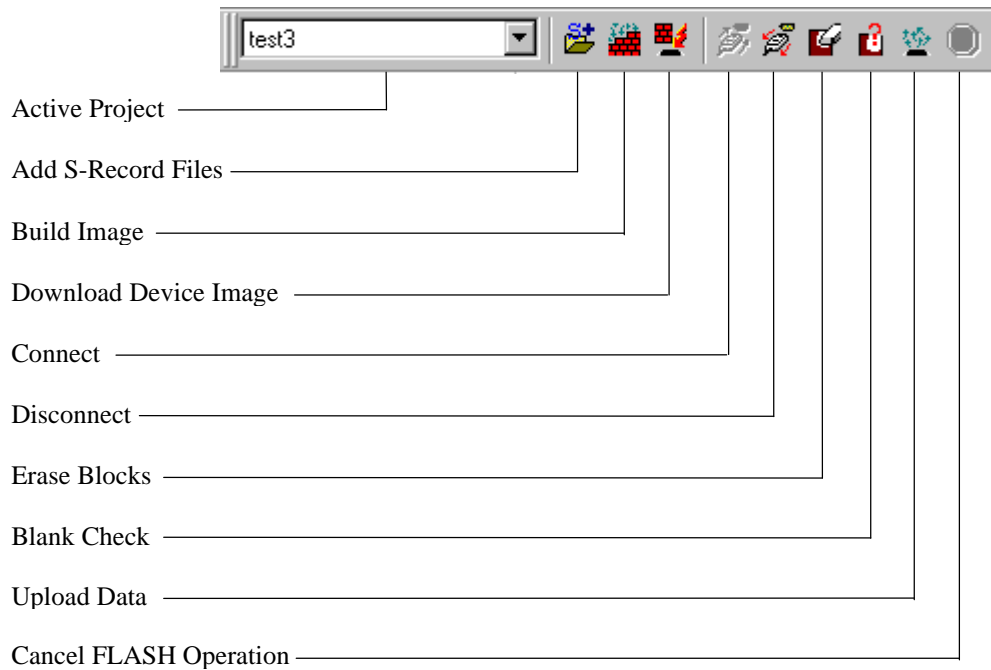 test3
S+
Active Project
Add S-Record Files
Build Image
Download Device Image
Connect
Disconnect
Erase Blocks
Blank Check
Upload Data
Cancel FLASH Operation